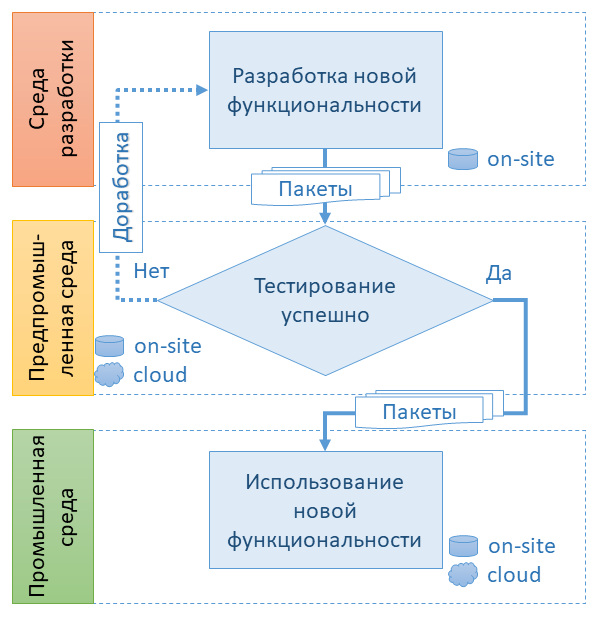 Среда
разработки
Разработка новой
функциональности
on-site
Пакеты
Доработка
Предпромыш-
ленная среда
Нет
Тестирование
успешно
Да
on-site
cloud
Пакеты
Промышленная
среда
Использование
новой
функциональности
on-site
cloud